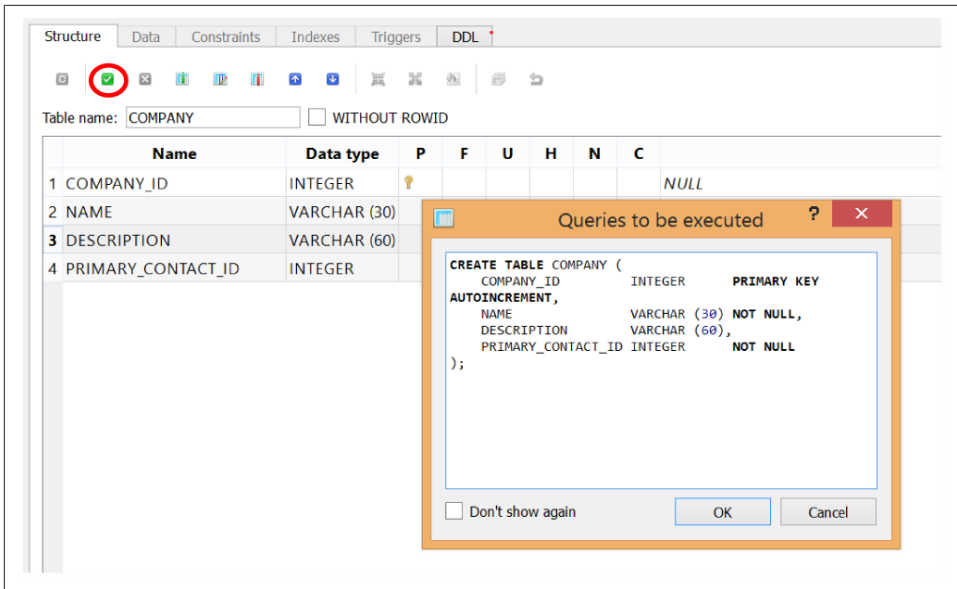 Structure Data Constraints Indexes Triggers DDL
Table name: COMPANY WITHOUT ROWID
Name Data type P F U H N C
1 COMPANY_ID INTEGER NULL
2 NAME VARCHAR (30)
3 DESCRIPTION VARCHAR (60)
4 PRIMARY_CONTACT_ID INTEGER
Queries to be executed ? ×
CREATE TABLE COMPANY (
COMPANY_ID INTEGER PRIMARY KEY
AUTOINCREMENT,
NAME VARCHAR (30) NOT NULL,
DESCRIPTION VARCHAR (60),
PRIMARY_CONTACT_ID INTEGER NOT NULL
);
Don't show again OK Cancel